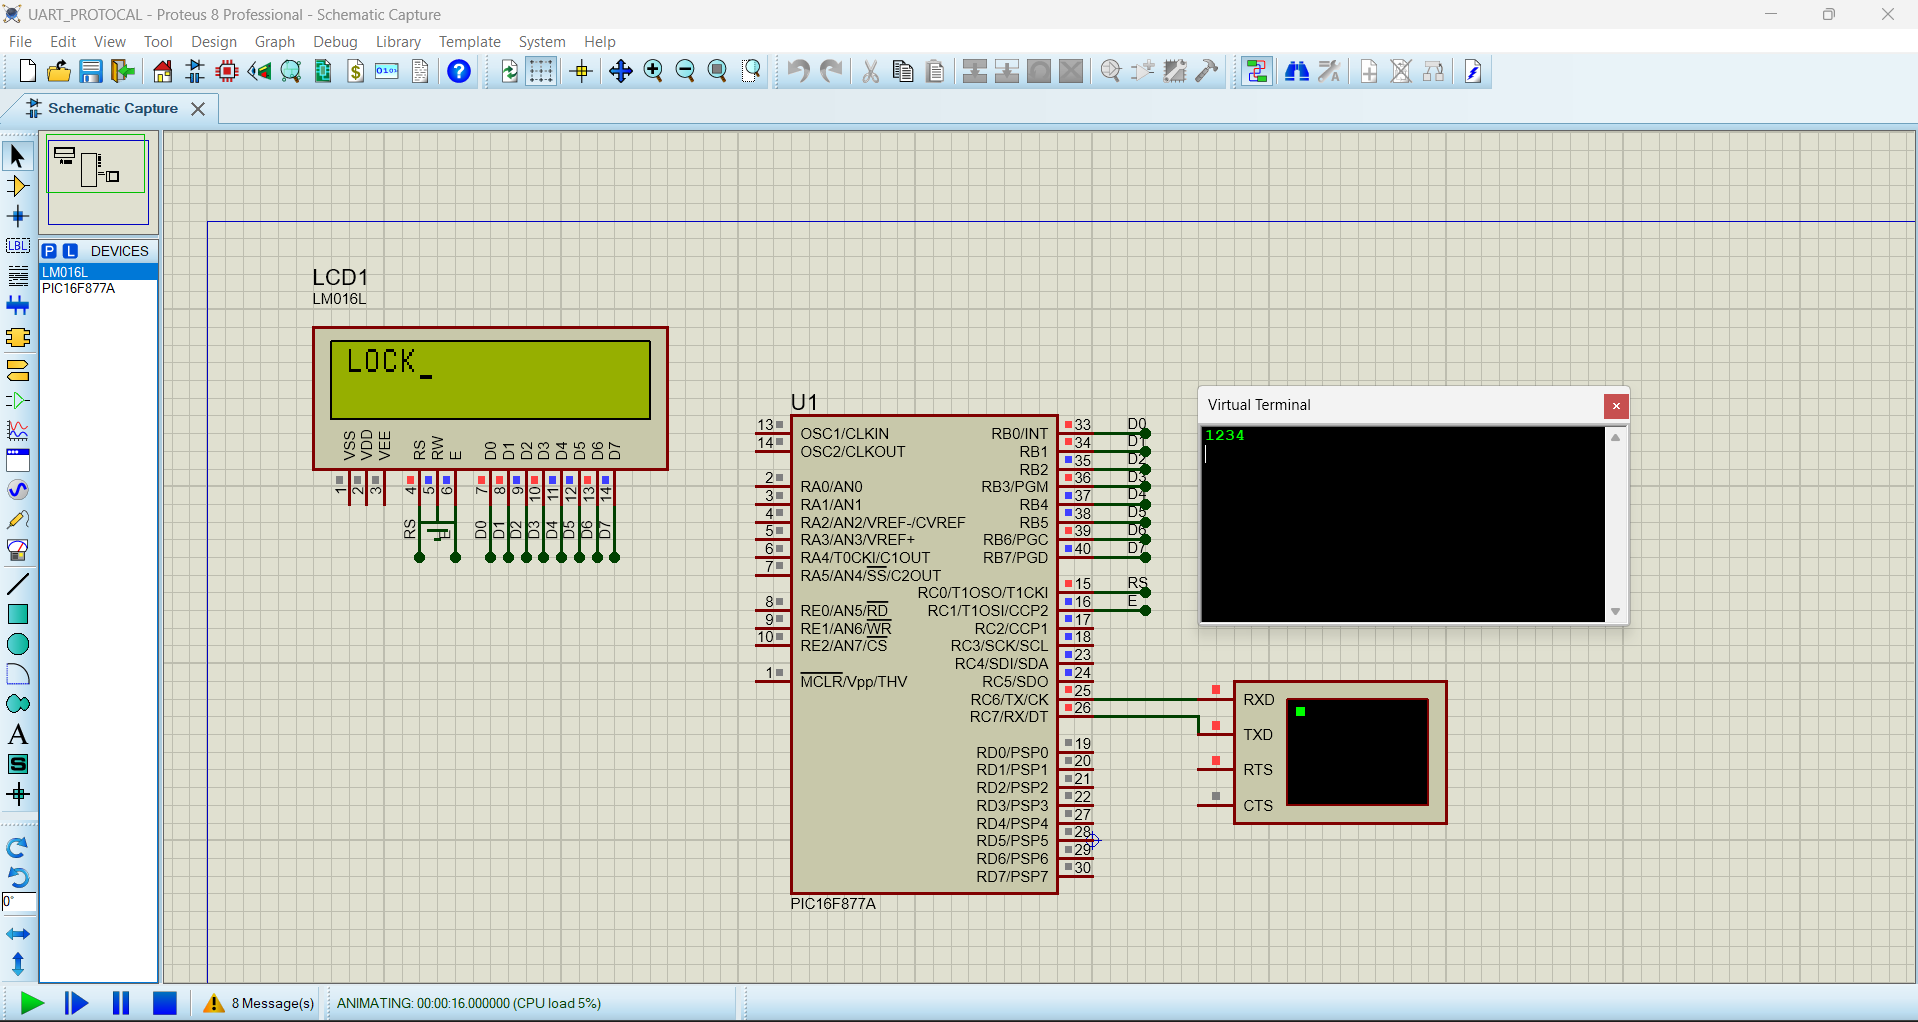 UART_PROTOCAL - Proteus 8 Professional - Schematic Capture
File Edit View Tool Design Graph Debug Library Template System Help
Schematic Capture
P L DEVICES
LM016L
PIC16F877A
LBL
A
S
0°
LCD1
LM016L
LOCK_
VSS VDD VEE RS RW E D0 D1 D2 D3 D4 D5 D6 D7
1 2 3 4 5 6 7 8 9 10 11 12 13 14
RS E D0 D1 D2 D3 D4 D5 D6 D7
U1
13 OSC1/CLKIN RB0/INT 33 D0
14 OSC2/CLKOUT RB1 34 D1
RB2 35 D2
2 RA0/AN0 RB3/PGM 36 D3
3 RA1/AN1 RB4 37 D4
4 RA2/AN2/VREF-/CVREF RB5 38 D5
5 RA3/AN3/VREF+ RB6/PGC 39 D6
6 RA4/T0CKI/C1OUT RB7/PGD 40 D7
7 RA5/AN4/SS/C2OUT
RC0/T1OSO/T1CKI 15 RS
8 RE0/AN5/RD RC1/T1OSI/CCP2 16 E
9 RE1/AN6/WR RC2/CCP1 17
10 RE2/AN7/CS RC3/SCK/SCL 18
RC4/SDI/SDA 23
1 MCLR/Vpp/THV RC5/SDO 24
RC6/TX/CK 25
RC7/RX/DT 26
RD0/PSP0 19
RD1/PSP1 20
RD2/PSP2 21
RD3/PSP3 22
RD4/PSP4 27
RD5/PSP5 28
RD6/PSP6 29
RD7/PSP7 30
PIC16F877A
Virtual Terminal
1234
RXD
TXD
RTS
CTS
8 Message(s) ANIMATING: 00:00:16.000000 (CPU load 5%)